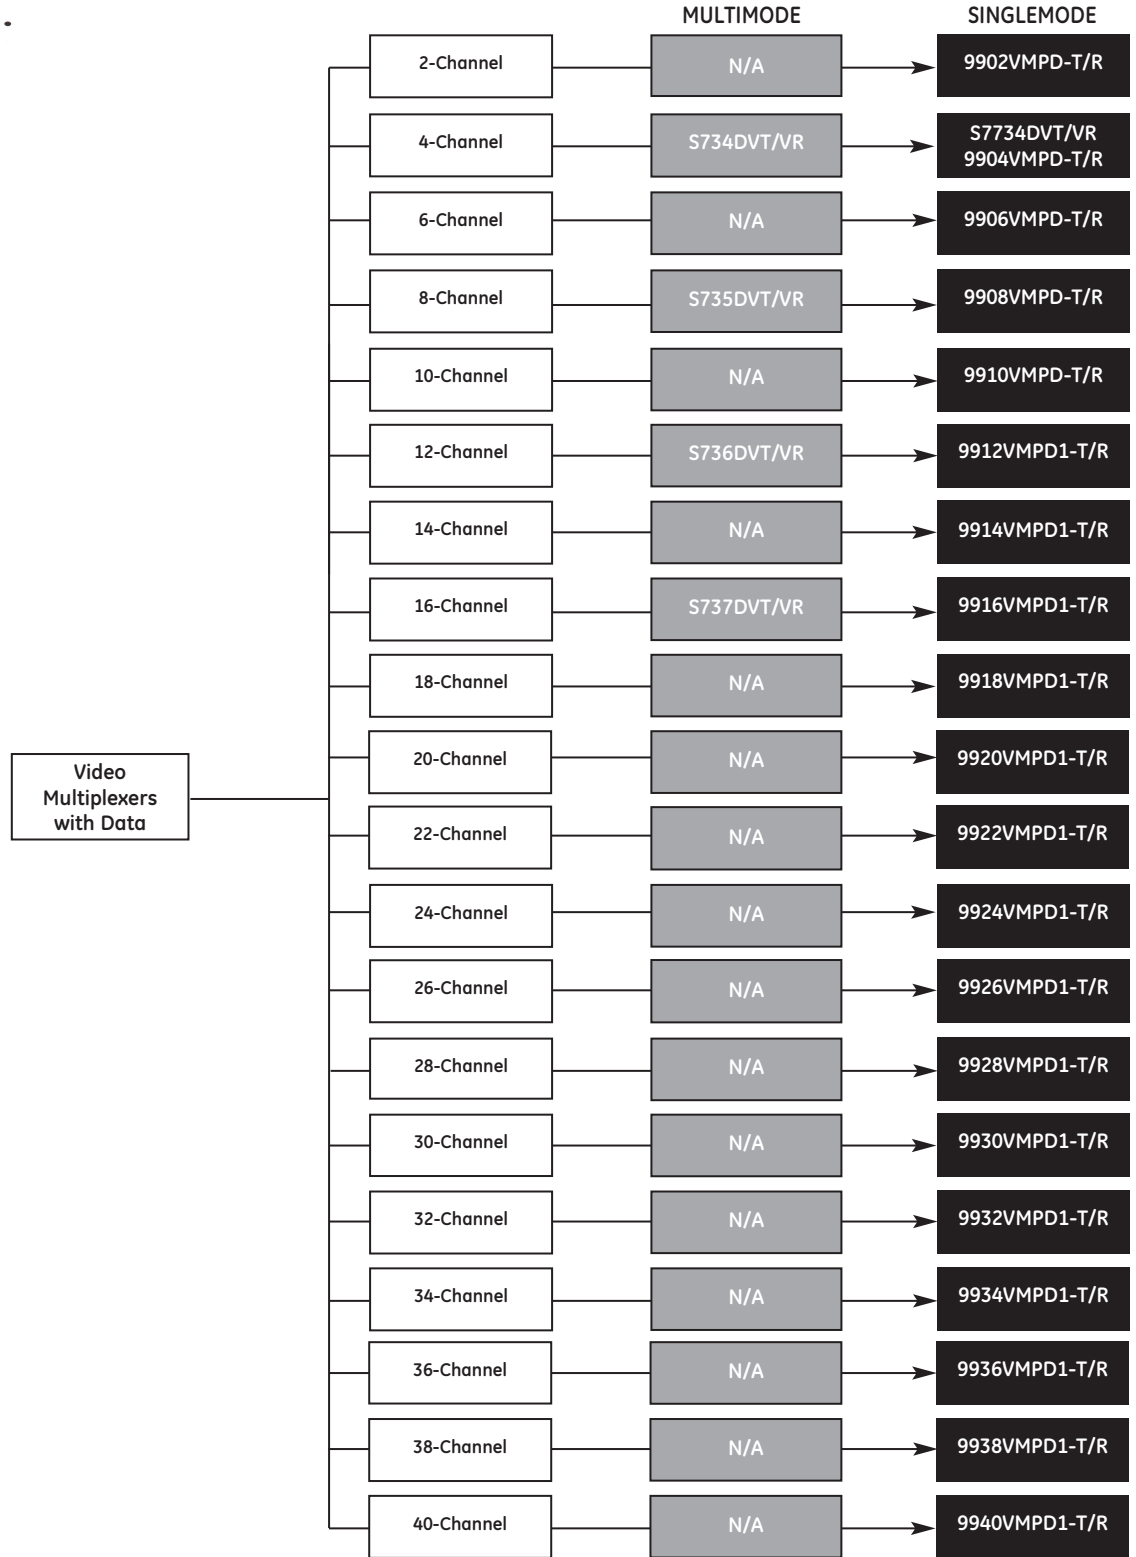 MULTIMODE SINGLEMODE
2-Channel N/A 9902VMPD-T/R
4-Channel S734DVT/VR S7734DVT/VR
9904VMPD-T/R
6-Channel N/A 9906VMPD-T/R
8-Channel S735DVT/VR 9908VMPD-T/R
10-Channel N/A 9910VMPD-T/R
12-Channel S736DVT/VR 9912VMPD1-T/R
14-Channel N/A 9914VMPD1-T/R
16-Channel S737DVT/VR 9916VMPD1-T/R
18-Channel N/A 9918VMPD1-T/R
Video
Multiplexers
with Data
20-Channel N/A 9920VMPD1-T/R
22-Channel N/A 9922VMPD1-T/R
24-Channel N/A 9924VMPD1-T/R
26-Channel N/A 9926VMPD1-T/R
28-Channel N/A 9928VMPD1-T/R
30-Channel N/A 9930VMPD1-T/R
32-Channel N/A 9932VMPD1-T/R
34-Channel N/A 9934VMPD1-T/R
36-Channel N/A 9936VMPD1-T/R
38-Channel N/A 9938VMPD1-T/R
40-Channel N/A 9940VMPD1-T/R